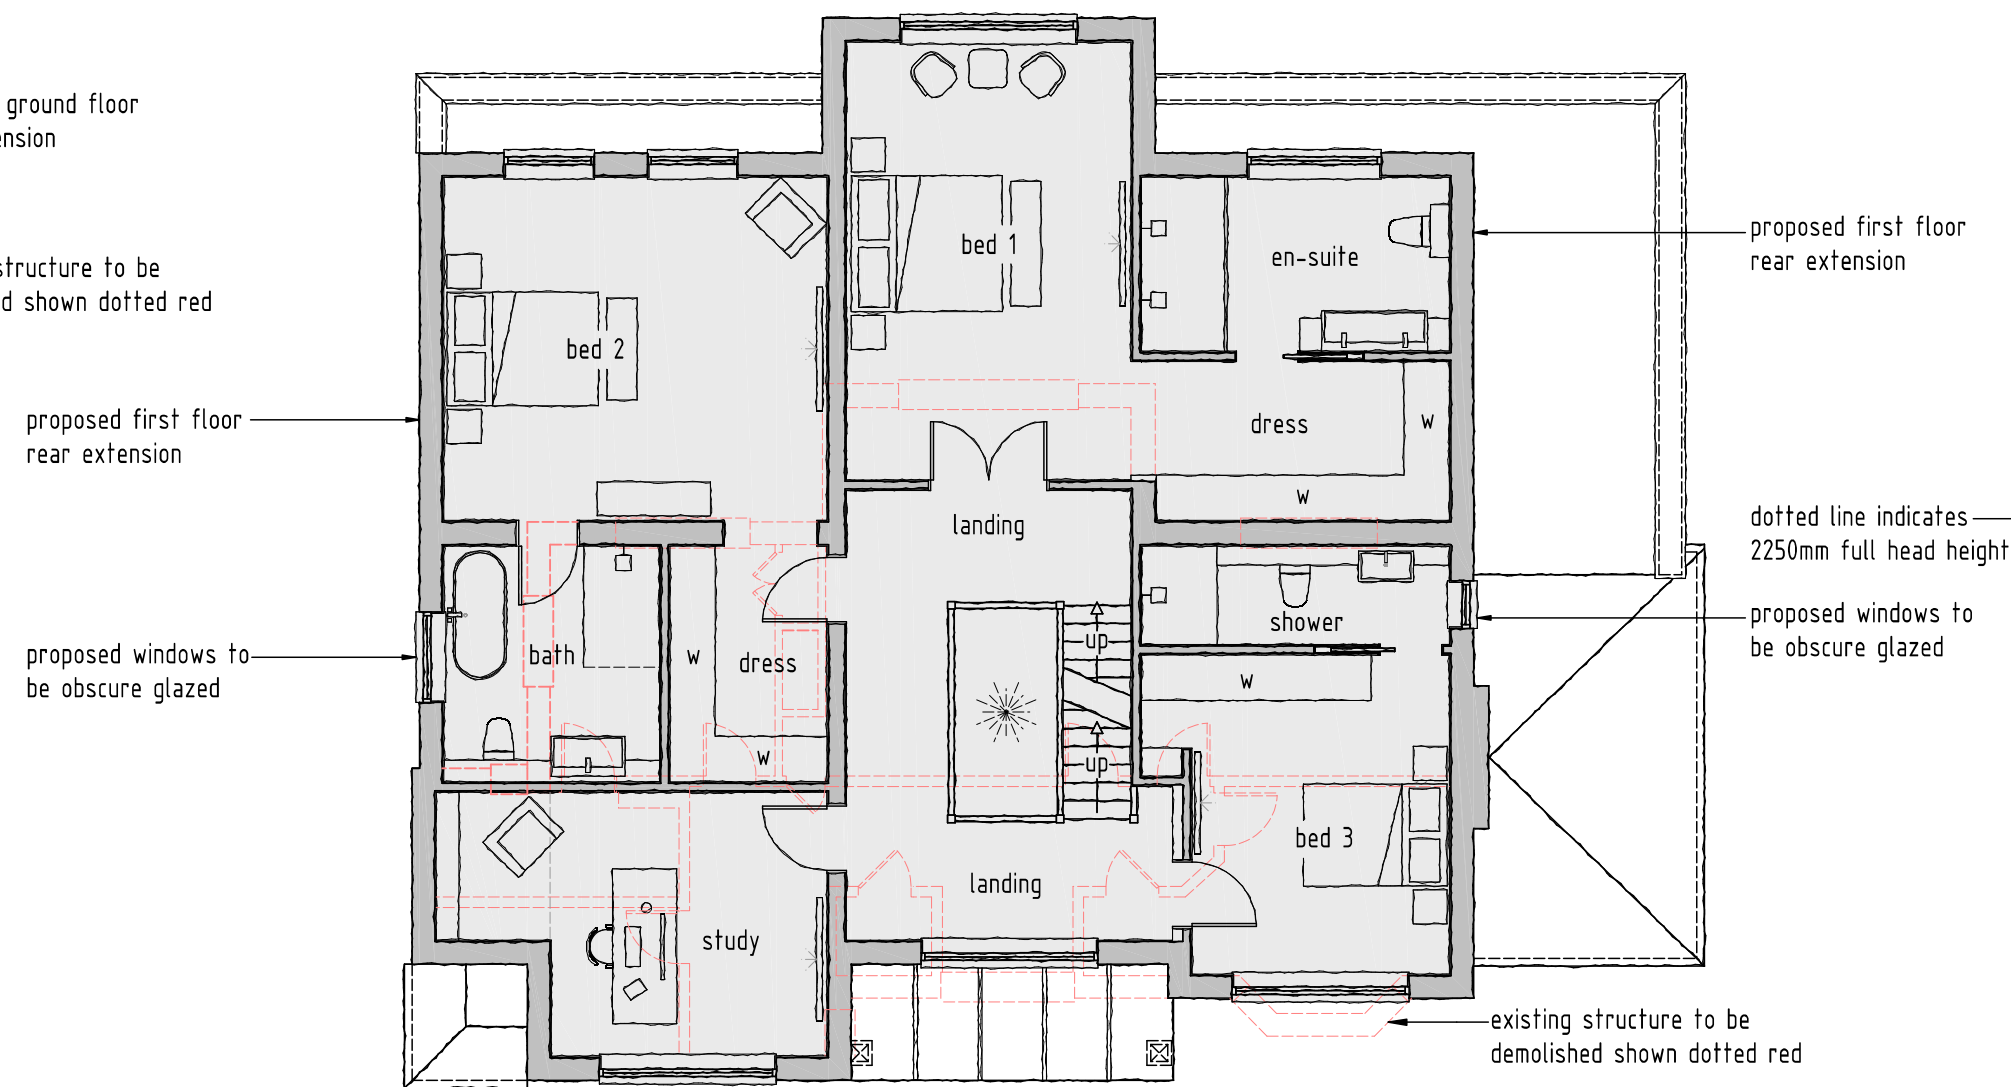 ground floor
structure to be
shown dotted red
proposed first floor
rear extension
proposed windows to
be obscure glazed
bed 1
en-suite
bed 2
dress
w
w
landing
shower
bath
w
dress
w
w
up
up
bed 3
landing
study
proposed first floor
rear extension
dotted line indicates
2250mm full head height
proposed windows to
be obscure glazed
existing structure to be
demolished shown dotted red